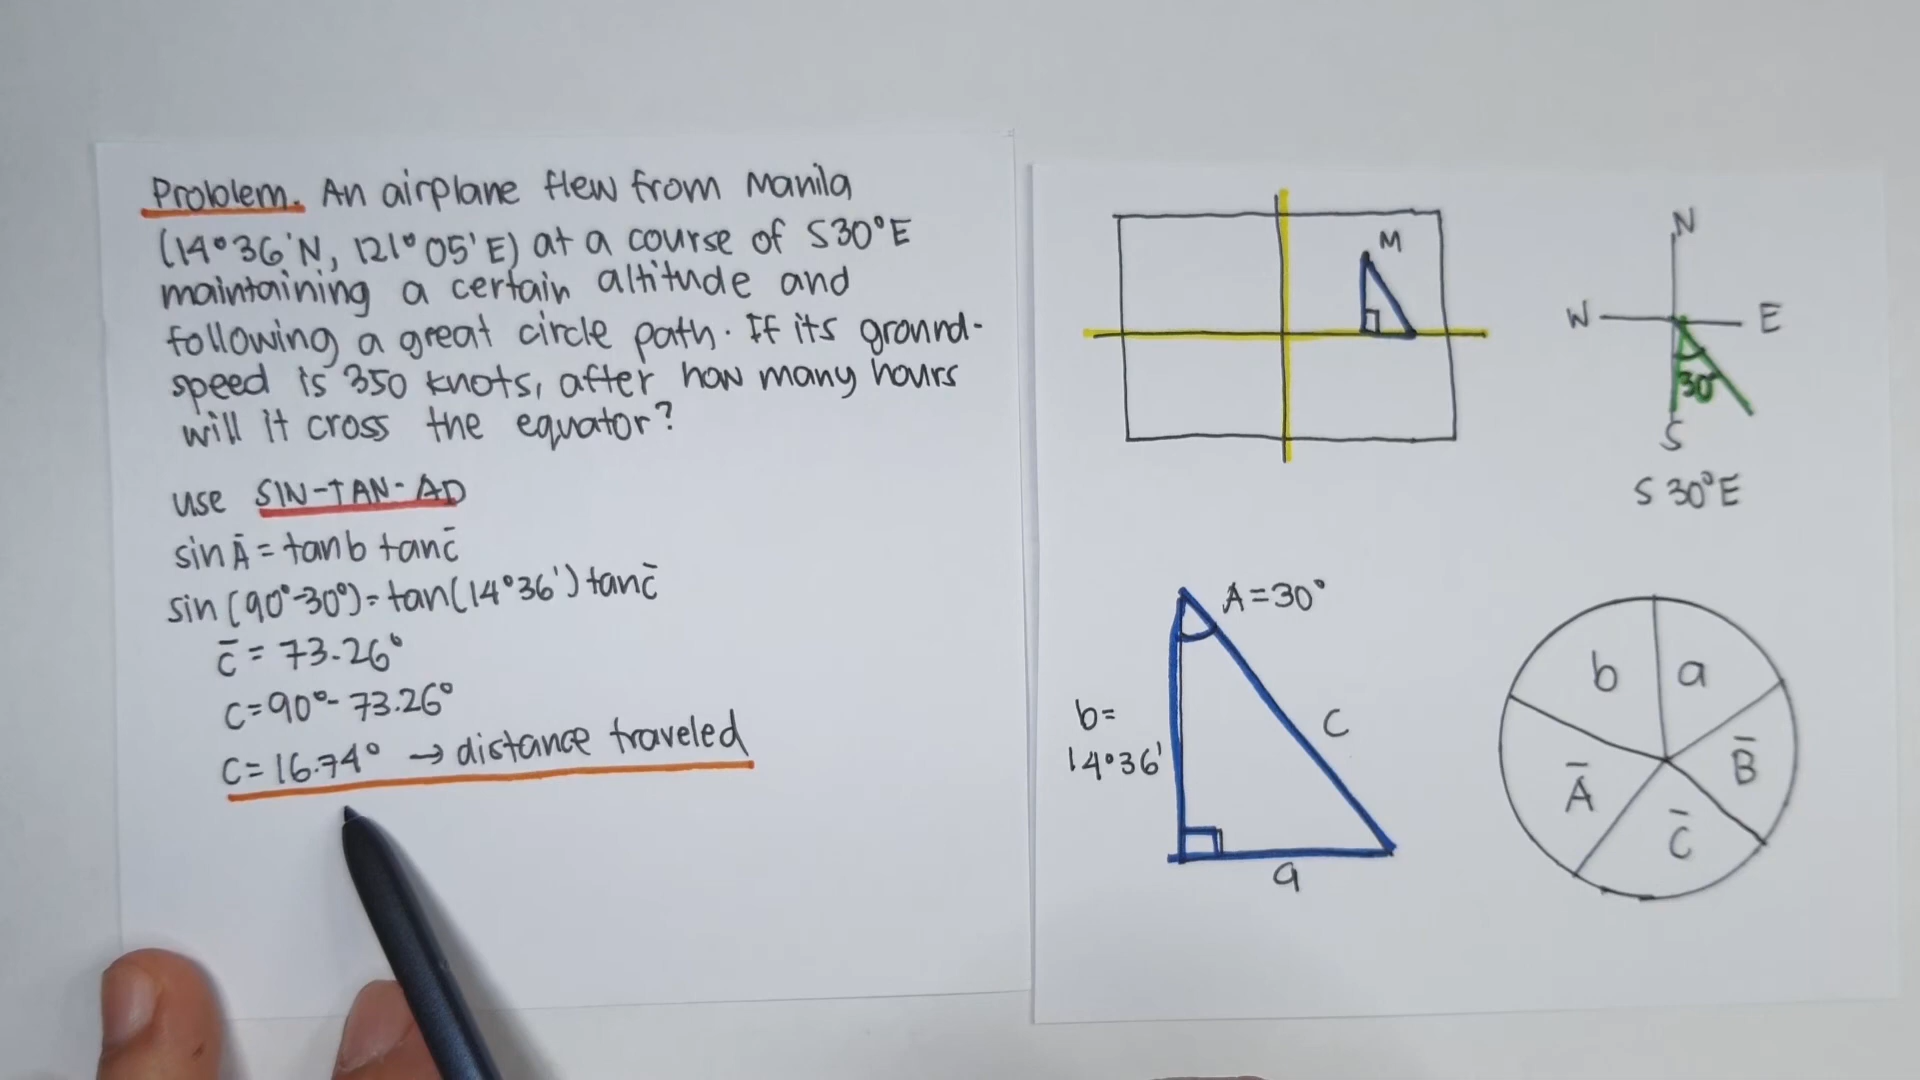 Problem. An airplane flew from Manila
(14°36'N, 121°05'E) at a course of S30°E
maintaining a certain altitude and
following a great circle path. If its ground-
speed is 350 knots, after how many hours
will it cross the equator?
use SIN-TAN-AD
sin A̅ = tan b tan c̅
sin (90°-30°) = tan(14°36') tan c̅
c̅ = 73.26°
c = 90° - 73.26°
c = 16.74° → distance traveled
M
N
W E
30°
S
S 30°E
A = 30°
b=
14°36'
C
a
b a
A̅ B̅
C̅